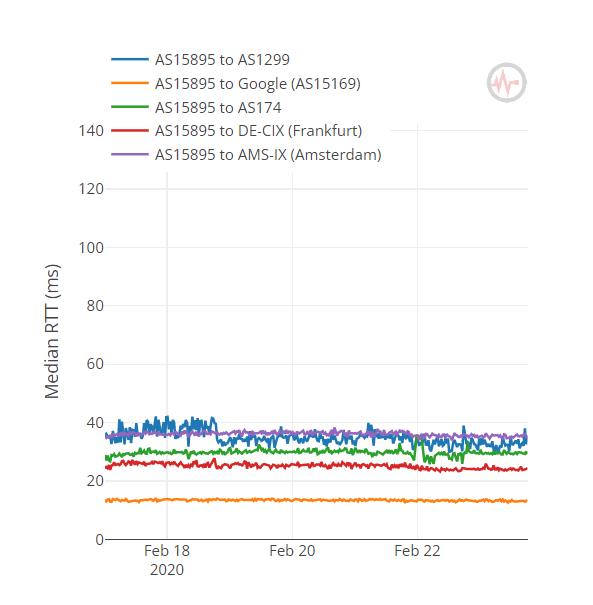 AS15895 to AS1299
AS15895 to Google (AS15169)
AS15895 to AS174
AS15895 to DE-CIX (Frankfurt)
AS15895 to AMS-IX (Amsterdam)
140
120
100
80
60
40
20
0
Median RTT (ms)
Feb 18
2020
Feb 20
Feb 22